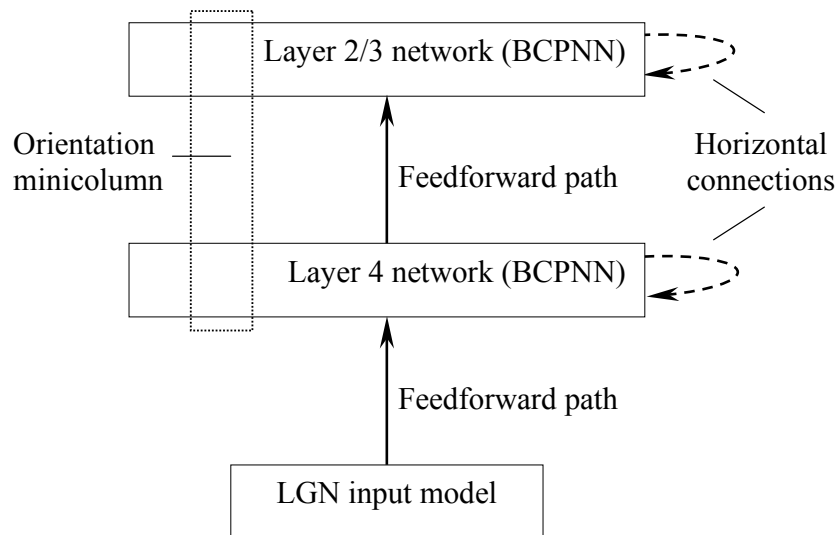 Layer 2/3 network (BCPNN)
Orientation
minicolumn
Feedforward path
Horizontal
connections
Layer 4 network (BCPNN)
Feedforward path
LGN input model